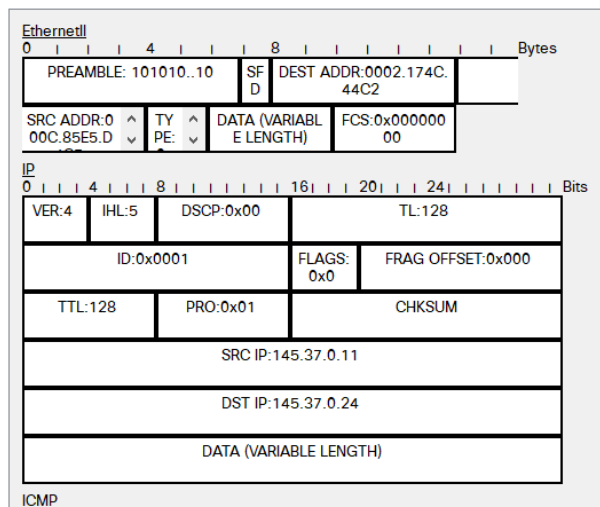 EthernetII
0 4 8 Bytes
PREAMBLE: 101010..10
SF
D
DEST ADDR:0002.174C.
44C2
SRC ADDR:0
00C.85E5.D
TY
PE:
DATA (VARIABL
E LENGTH)
FCS:0x000000
00
IP
0 4 8 16 20 24 Bits
VER:4 IHL:5 DSCP:0x00 TL:128
ID:0x0001
FLAGS:
0x0
FRAG OFFSET:0x000
TTL:128 PRO:0x01 CHKSUM
SRC IP:145.37.0.11
DST IP:145.37.0.24
DATA (VARIABLE LENGTH)
ICMP